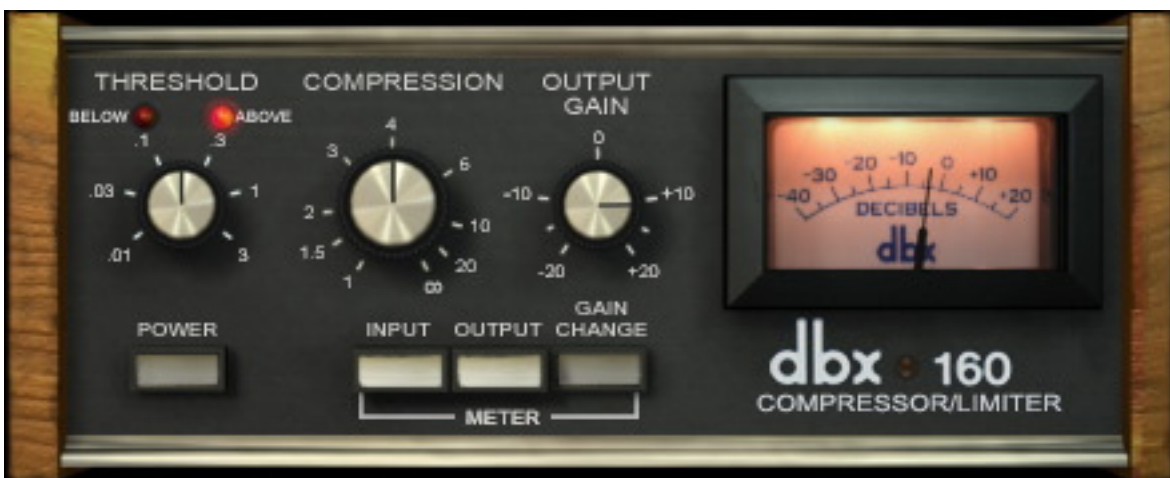 THRESHOLD
BELOW ABOVE
.01 .03 .1 .3 1 3
COMPRESSION
1 1.5 2 3 4 6 10 20 ∞
OUTPUT
GAIN
-20 -10 0 +10 +20
-40 -30 -20 -10 0 +10 +20
DECIBELS
dbx
POWER
INPUT OUTPUT GAIN
CHANGE
METER
dbx 160
COMPRESSOR/LIMITER